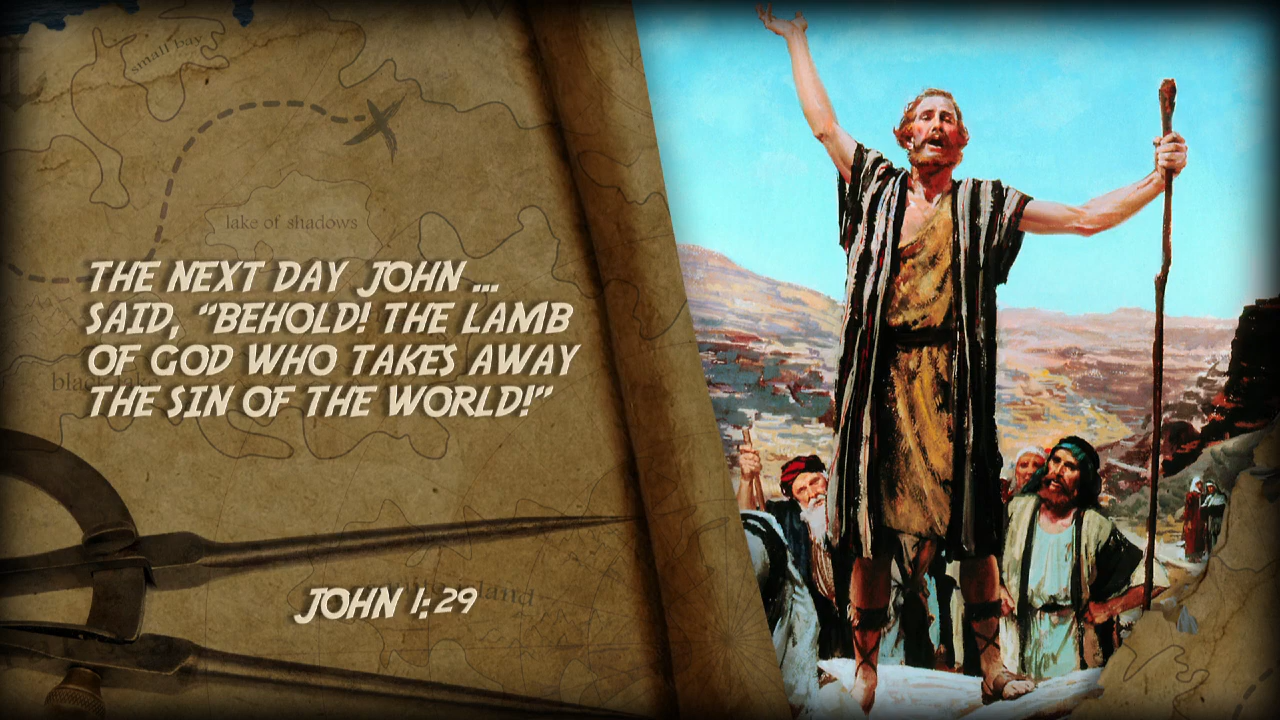 small bay
lake of shadows
THE NEXT DAY JOHN ...
SAID, “BEHOLD! THE LAMB
OF GOD WHO TAKES AWAY
THE SIN OF THE WORLD!”
JOHN 1:29